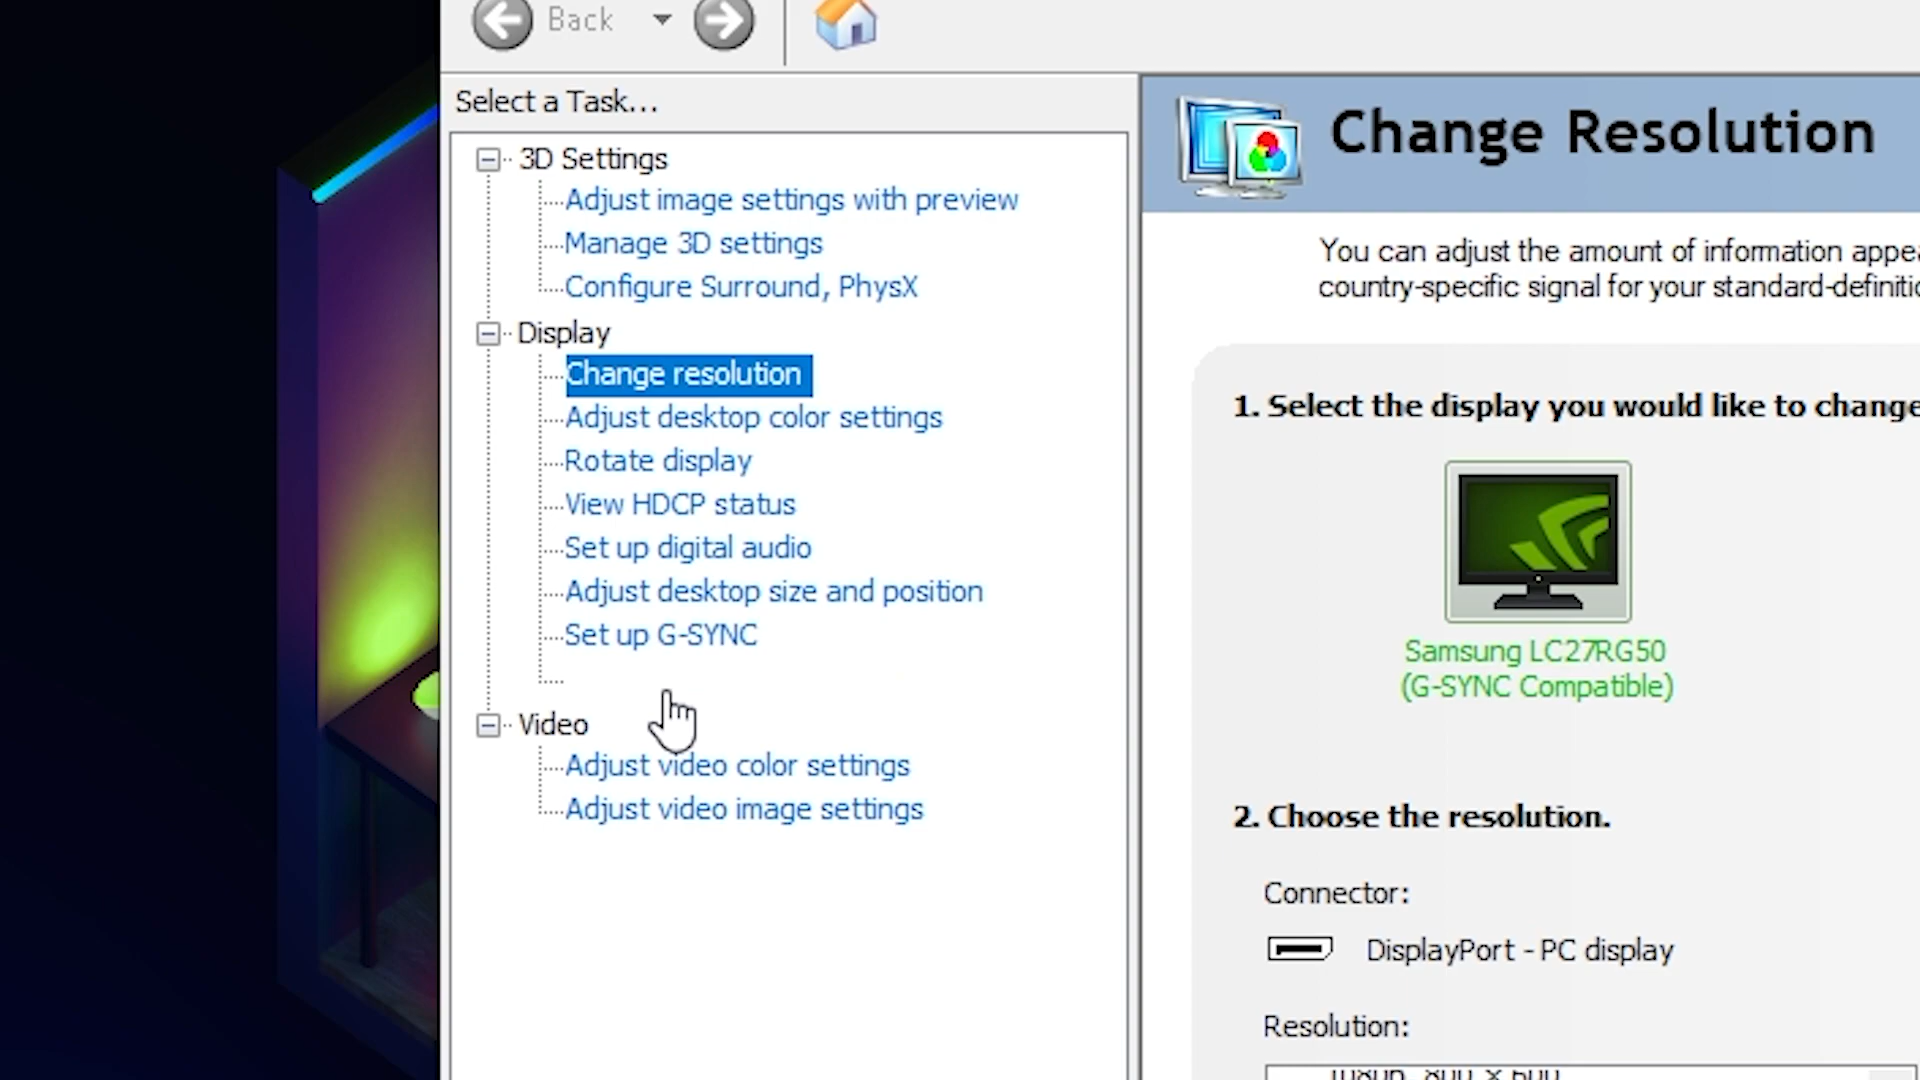 Back
Select a Task...
3D Settings
Adjust image settings with preview
Manage 3D settings
Configure Surround, PhysX
Display
Change resolution
Adjust desktop color settings
Rotate display
View HDCP status
Set up digital audio
Adjust desktop size and position
Set up G-SYNC
Video
Adjust video color settings
Adjust video image settings
Change Resolution
You can adjust the amount of information appea
country-specific signal for your standard-definitio
1. Select the display you would like to change
Samsung LC27RG50
(G-SYNC Compatible)
2. Choose the resolution.
Connector:
DisplayPort - PC display
Resolution: